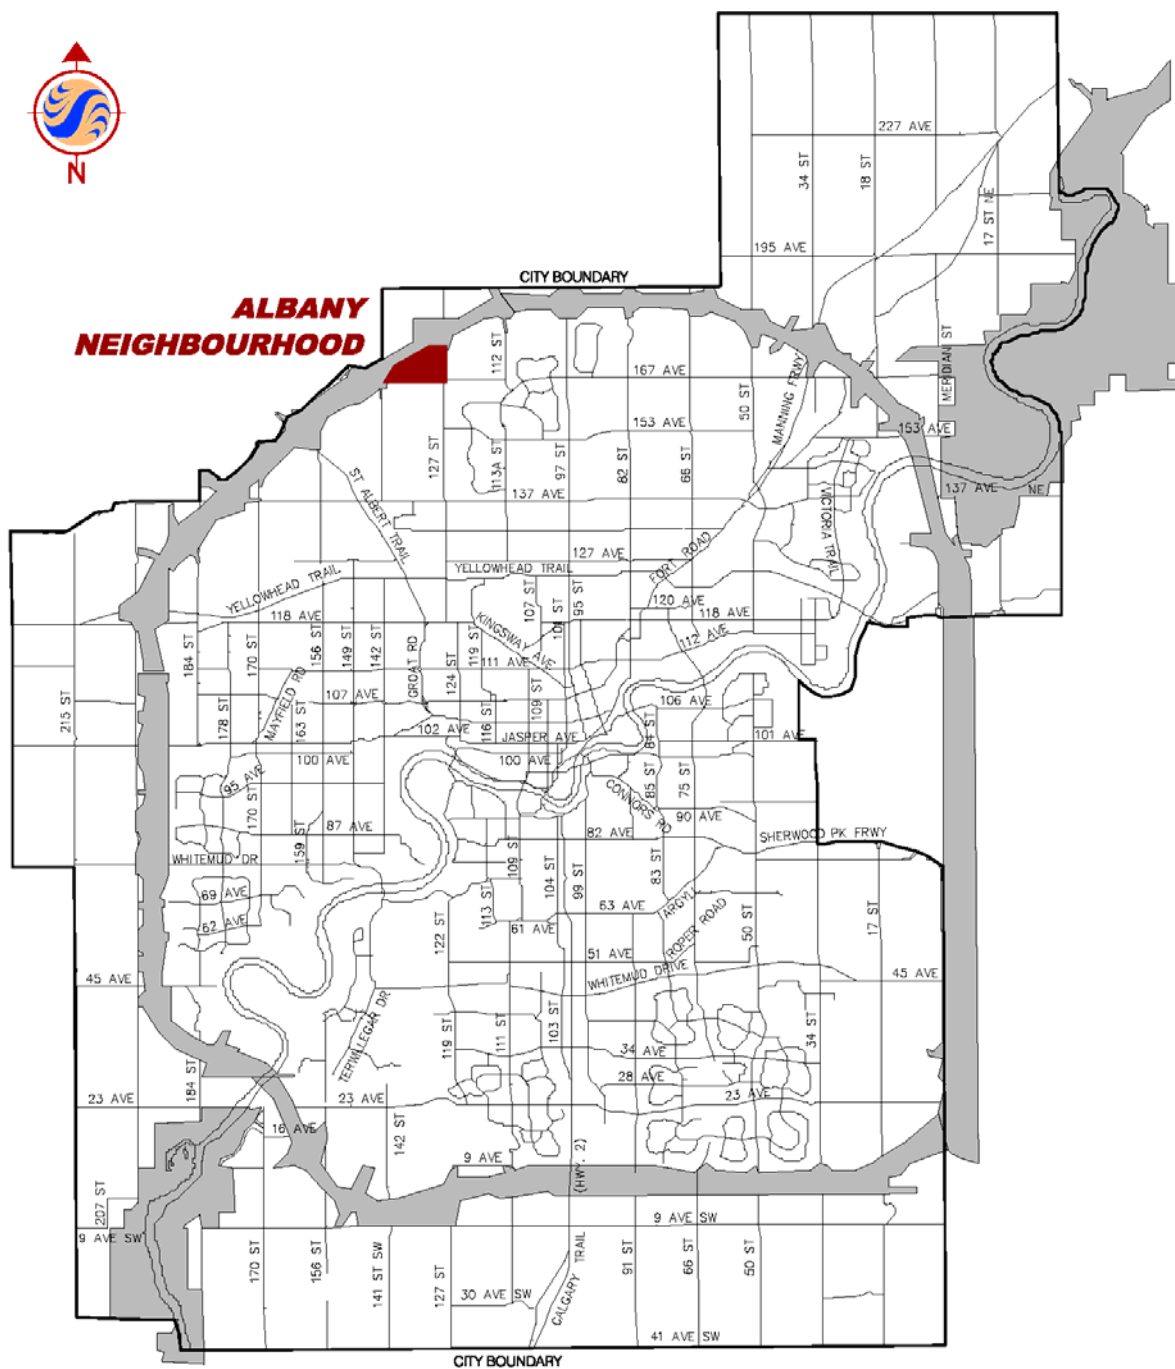 N
ALBANY
NEIGHBOURHOOD
CITY BOUNDARY
227 AVE
34 ST
18 ST
17 ST NE
195 AVE
112 ST
167 AVE
MERIDIAN ST
50 ST
MANNING FRWY
153 AVE
153 AVE
127 ST
113A ST
97 ST
82 ST
66 ST
ST ALBERT TRAIL
137 AVE
137 AVE
NE
VICTORIA TRAIL
127 AVE
FORT ROAD
YELLOWHEAD TRAIL
YELLOWHEAD TRAIL
107 ST
101 ST
95 ST
120 AVE
118 AVE
118 AVE
KINGSWAY AVE
112 AVE
184 ST
170 ST
156 ST
149 ST
142 ST
GROAT RD
124 ST
119 ST
111 AVE
215 ST
178 ST
MAYFIELD RD
163 ST
107 AVE
109 ST
106 AVE
116 ST
102 AVE
JASPER AVE
84 ST
101 AVE
100 AVE
100 AVE
95 AVE
170 ST
CONNORS RD
85 ST
75 ST
90 AVE
87 AVE
82 AVE
SHERWOOD PK FRWY
WHITEMUD DR
159 ST
109 ST
104 ST
99 ST
83 ST
69 AVE
62 AVE
113 ST
63 AVE
ARGYLL
61 AVE
122 ST
50 ST
17 ST
ROPER ROAD
51 AVE
45 AVE
WHITEMUD DRIVE
45 AVE
TERWILLEGAR DR
119 ST
111 ST
103 ST
34 AVE
34 ST
184 ST
28 AVE
23 AVE
23 AVE
23 AVE
16 AVE
142 ST
9 AVE
(HWY. 2)
207 ST
9 AVE SW
9 AVE SW
170 ST
156 ST
141 ST SW
127 ST
30 AVE SW
CALGARY TRAIL
91 ST
66 ST
50 ST
41 AVE SW
CITY BOUNDARY